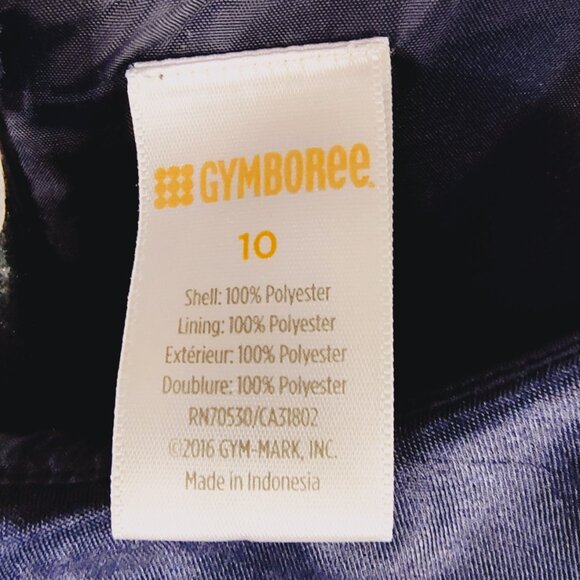 GYMBORee
10
Shell: 100% Polyester
Lining: 100% Polyester
Extérieur: 100% Polyester
Doublure: 100% Polyester
RN70530/CA31802
©2016 GYM-MARK, INC.
Made in Indonesia